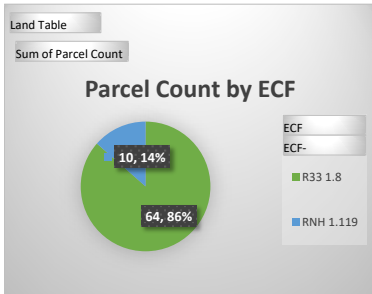 Land Table
Sum of Parcel Count
Parcel Count by ECF
ECF
ECF-
10, 14%
R33 1.8
64, 86%
RNH 1.119